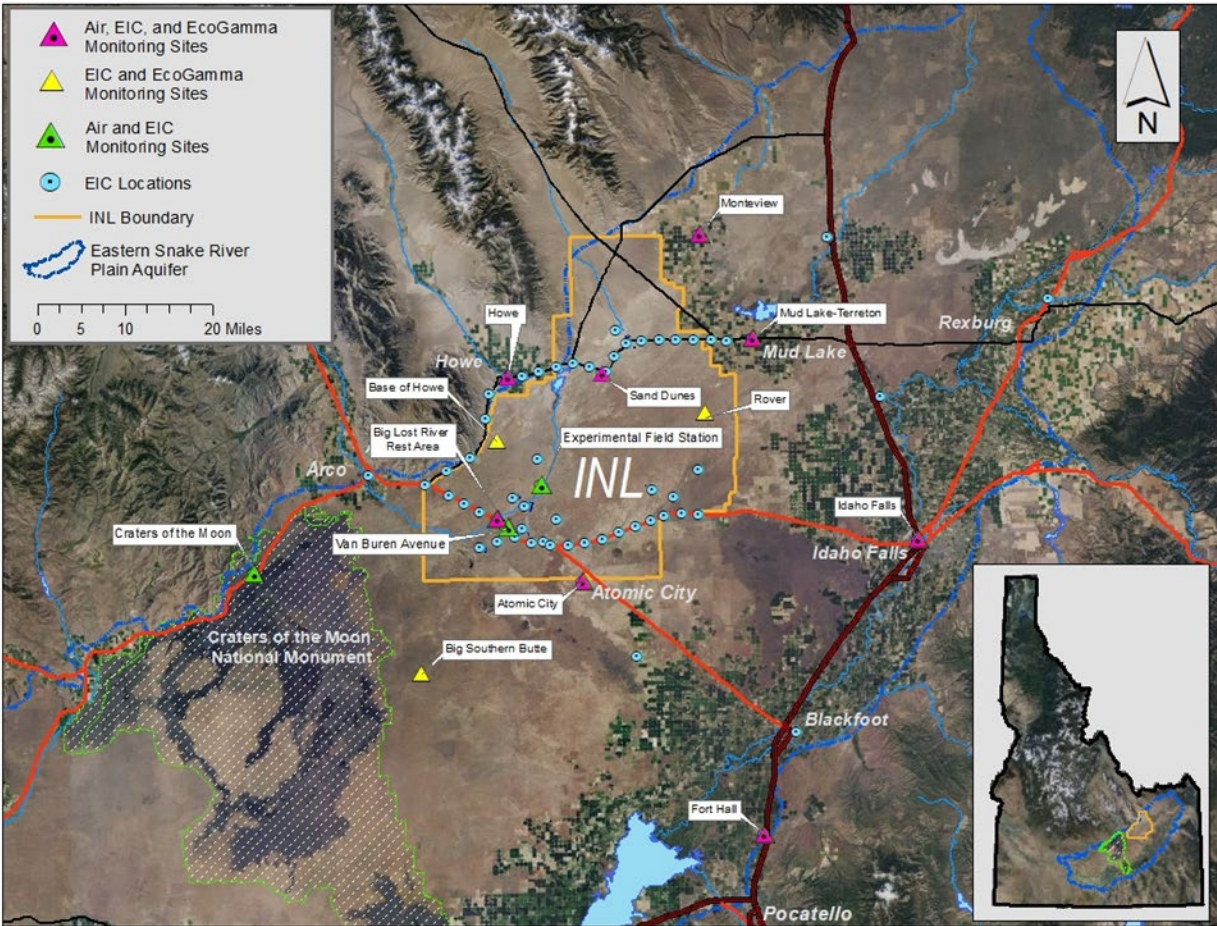 Air, EIC, and EcoGamma
Monitoring Sites
EIC and EcoGamma
Monitoring Sites
Air and EIC
Monitoring Sites
EIC Locations
INL Boundary
Eastern Snake River
Plain Aquifer
0 5 10 20 Miles
N
Monteview
Howe
Mud Lake-Terreton
Rexburg
Howe
Mud Lake
Base of Howe
Sand Dunes
Rover
Big Lost River
Rest Area
Experimental Field Station
Arco
INL
Craters of the Moon
Van Buren Avenue
Idaho Falls
Idaho Falls
Atomic City
Atomic City
Craters of the Moon
National Monument
Big Southern Butte
Blackfoot
Fort Hall
Pocatello